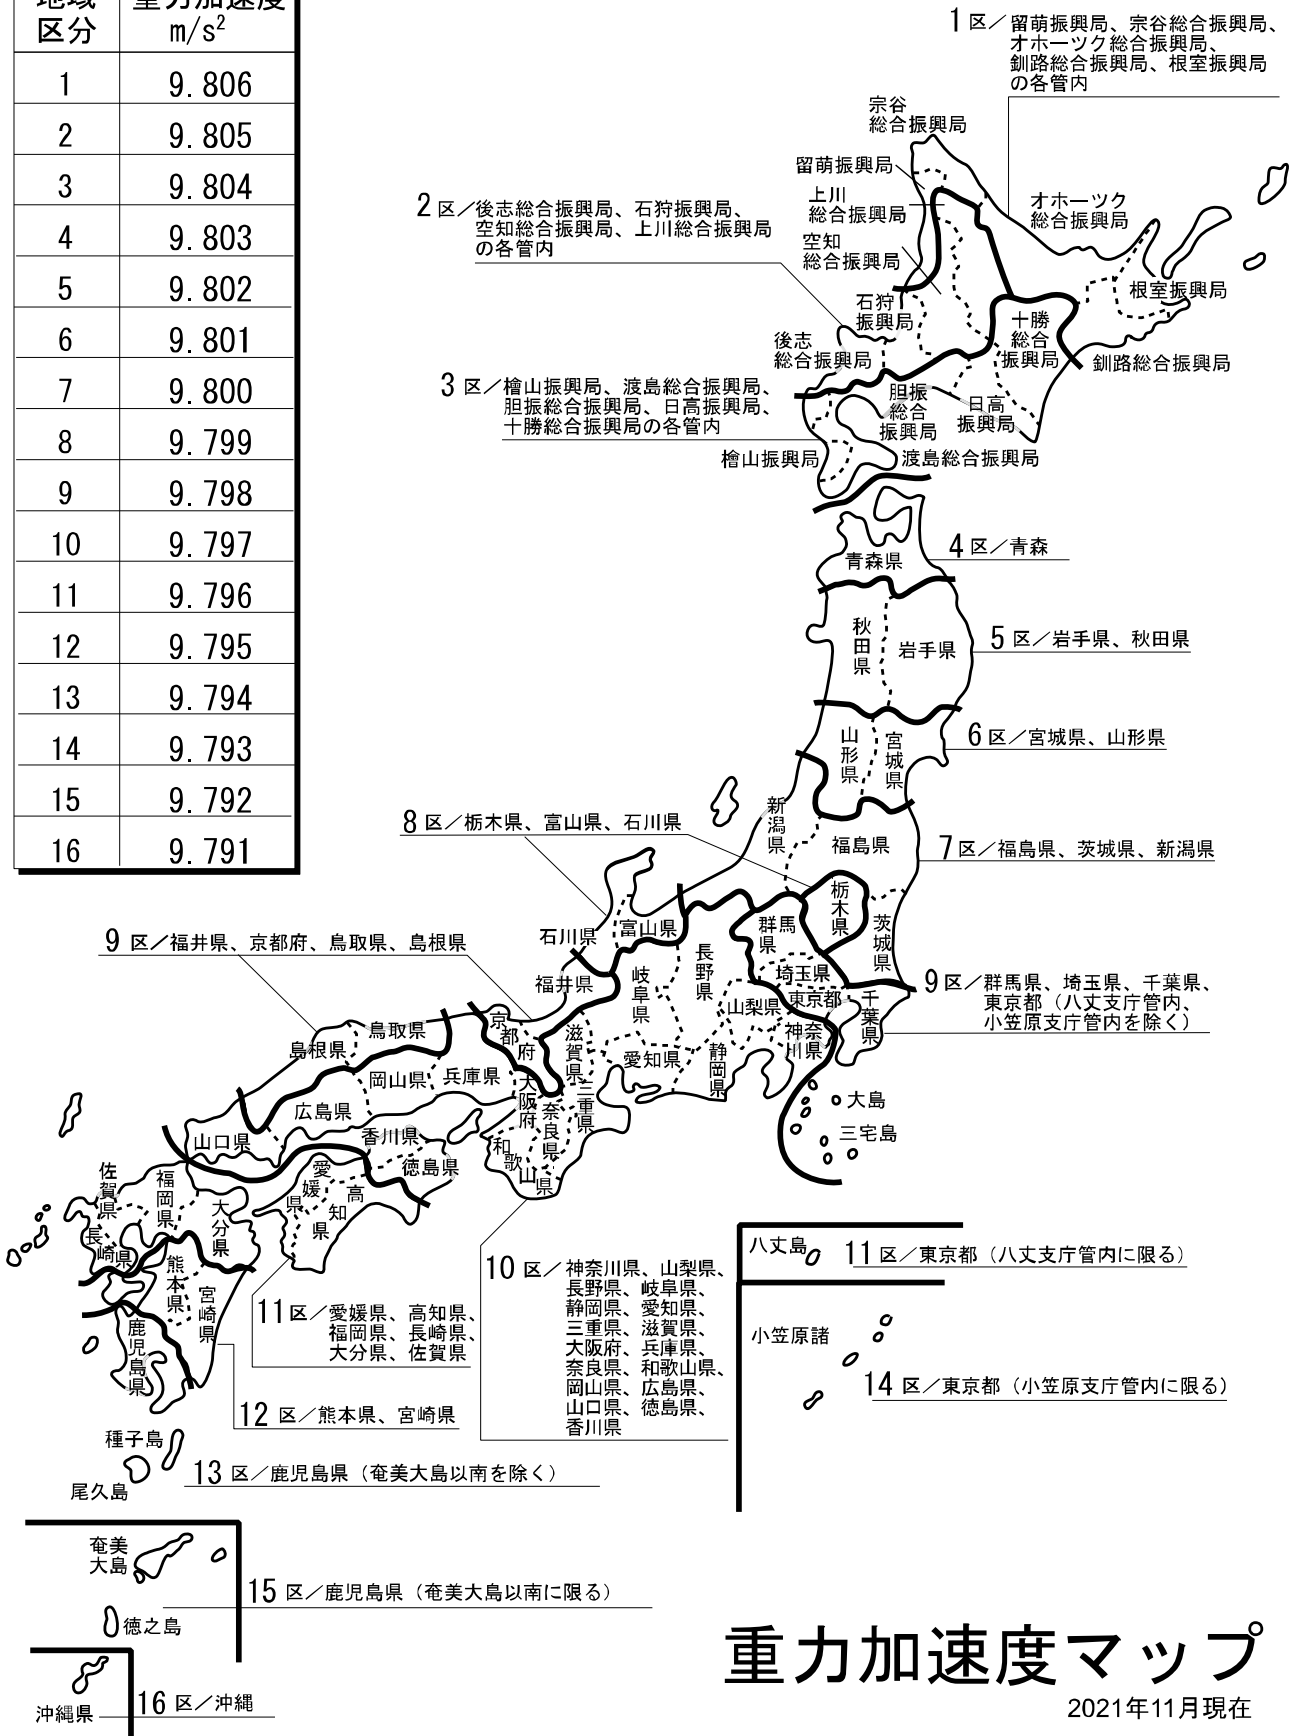 地域 重力加速度
区分 m/s²
1 9.806
2 9.805
3 9.804
4 9.803
5 9.802
6 9.801
7 9.800
8 9.799
9 9.798
10 9.797
11 9.796
12 9.795
13 9.794
14 9.793
15 9.792
16 9.791
1区／留萌振興局、宗谷総合振興局、
オホーツク総合振興局、
釧路総合振興局、根室振興局
の各管内
宗谷
総合振興局
留萌振興局
上川
総合振興局
オホーツク
総合振興局
2区／後志総合振興局、石狩振興局、
空知総合振興局、上川総合振興局
の各管内
空知
総合振興局
根室振興局
石狩
振興局
十勝
総合
振興局
後志
総合振興局
釧路総合振興局
3区／檜山振興局、渡島総合振興局、
胆振総合振興局、日高振興局、
十勝総合振興局の各管内
胆振
総合
振興局
日高
振興局
檜山振興局
渡島総合振興局
青森県
4区／青森
秋田県
岩手県
5区／岩手県、秋田県
山形県
宮城県
6区／宮城県、山形県
新潟県
福島県
7区／福島県、茨城県、新潟県
8区／栃木県、富山県、石川県
栃木県
茨城県
群馬県
富山県
石川県
長野県
埼玉県
9区／福井県、京都府、鳥取県、島根県
福井県
岐阜県
山梨県
東京都
千葉県
9区／群馬県、埼玉県、千葉県、
東京都（八丈支庁管内、
小笠原支庁管内を除く）
神奈川県
鳥取県
島根県
京都府
滋賀県
愛知県
静岡県
岡山県
兵庫県
大阪府
三重県
広島県
奈良県
大島
三宅島
山口県
香川県
徳島県
和歌山県
愛媛県
高知県
佐賀県
福岡県
大分県
長崎県
熊本県
宮崎県
鹿児島県
10区／神奈川県、山梨県、
長野県、岐阜県、
静岡県、愛知県、
三重県、滋賀県、
大阪府、兵庫県、
奈良県、和歌山県、
岡山県、広島県、
山口県、徳島県、
香川県
八丈島
11区／東京都（八丈支庁管内に限る）
11区／愛媛県、高知県、
福岡県、長崎県、
大分県、佐賀県
小笠原諸
14区／東京都（小笠原支庁管内に限る）
12区／熊本県、宮崎県
種子島
尾久島
13区／鹿児島県（奄美大島以南を除く）
奄美
大島
15区／鹿児島県（奄美大島以南に限る）
徳之島
沖縄県
16区／沖縄
重力加速度マップ
2021年11月現在